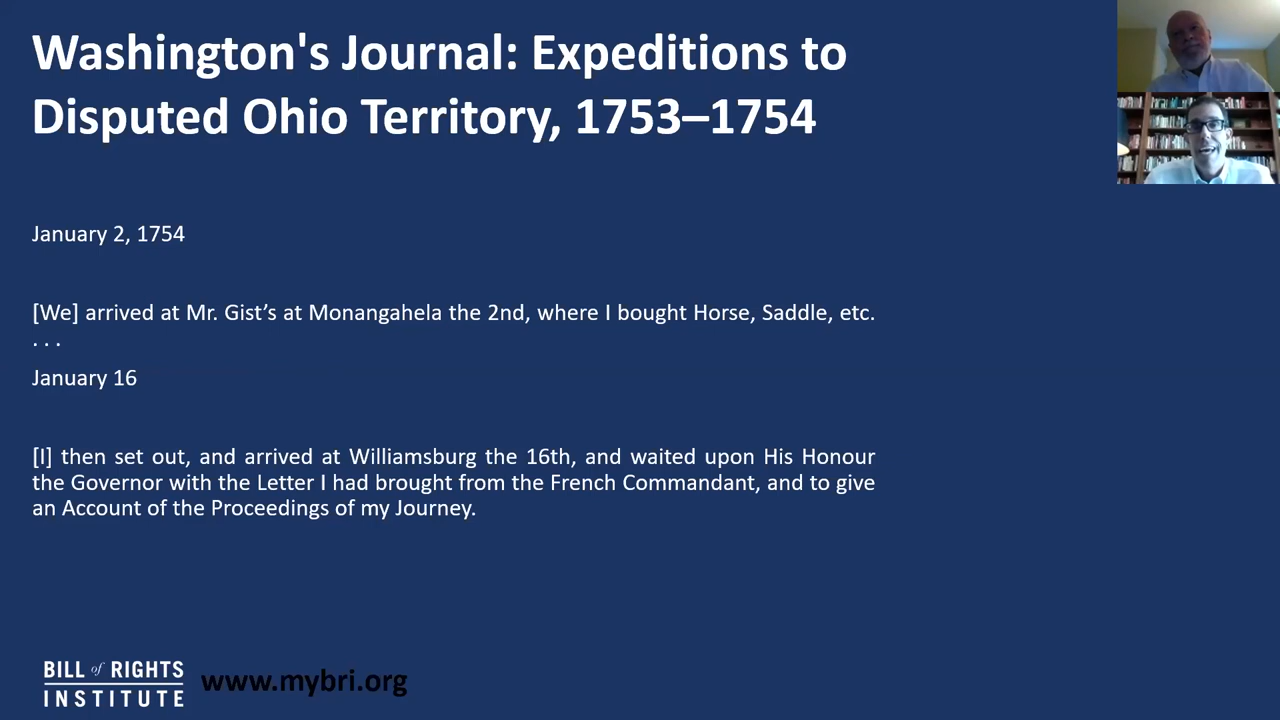 Washington's Journal: Expeditions to
Disputed Ohio Territory, 1753–1754
January 2, 1754
[We] arrived at Mr. Gist’s at Monangahela the 2nd, where I bought Horse, Saddle, etc.
. . .
January 16
[I] then set out, and arrived at Williamsburg the 16th, and waited upon His Honour
the Governor with the Letter I had brought from the French Commandant, and to give
an Account of the Proceedings of my Journey.
BILL of RIGHTS
INSTITUTE
www.mybri.org